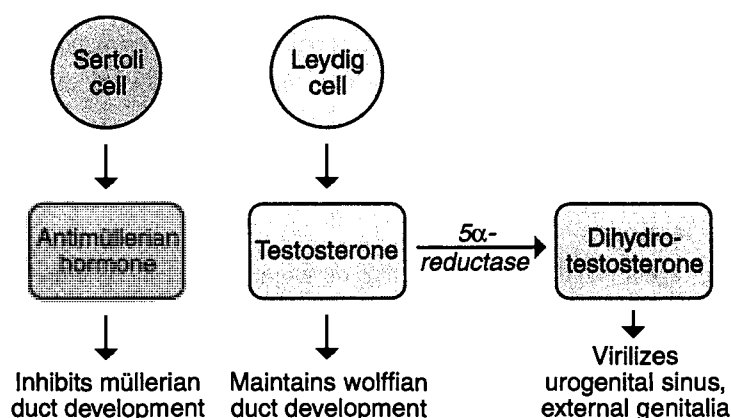 Sertoli
cell
Leydig
cell
Antimüllerian
hormone
Testosterone
5α-
reductase
Dihydro-
testosterone
Inhibits müllerian
duct development
Maintains wolffian
duct development
Virilizes
urogenital sinus,
external genitalia